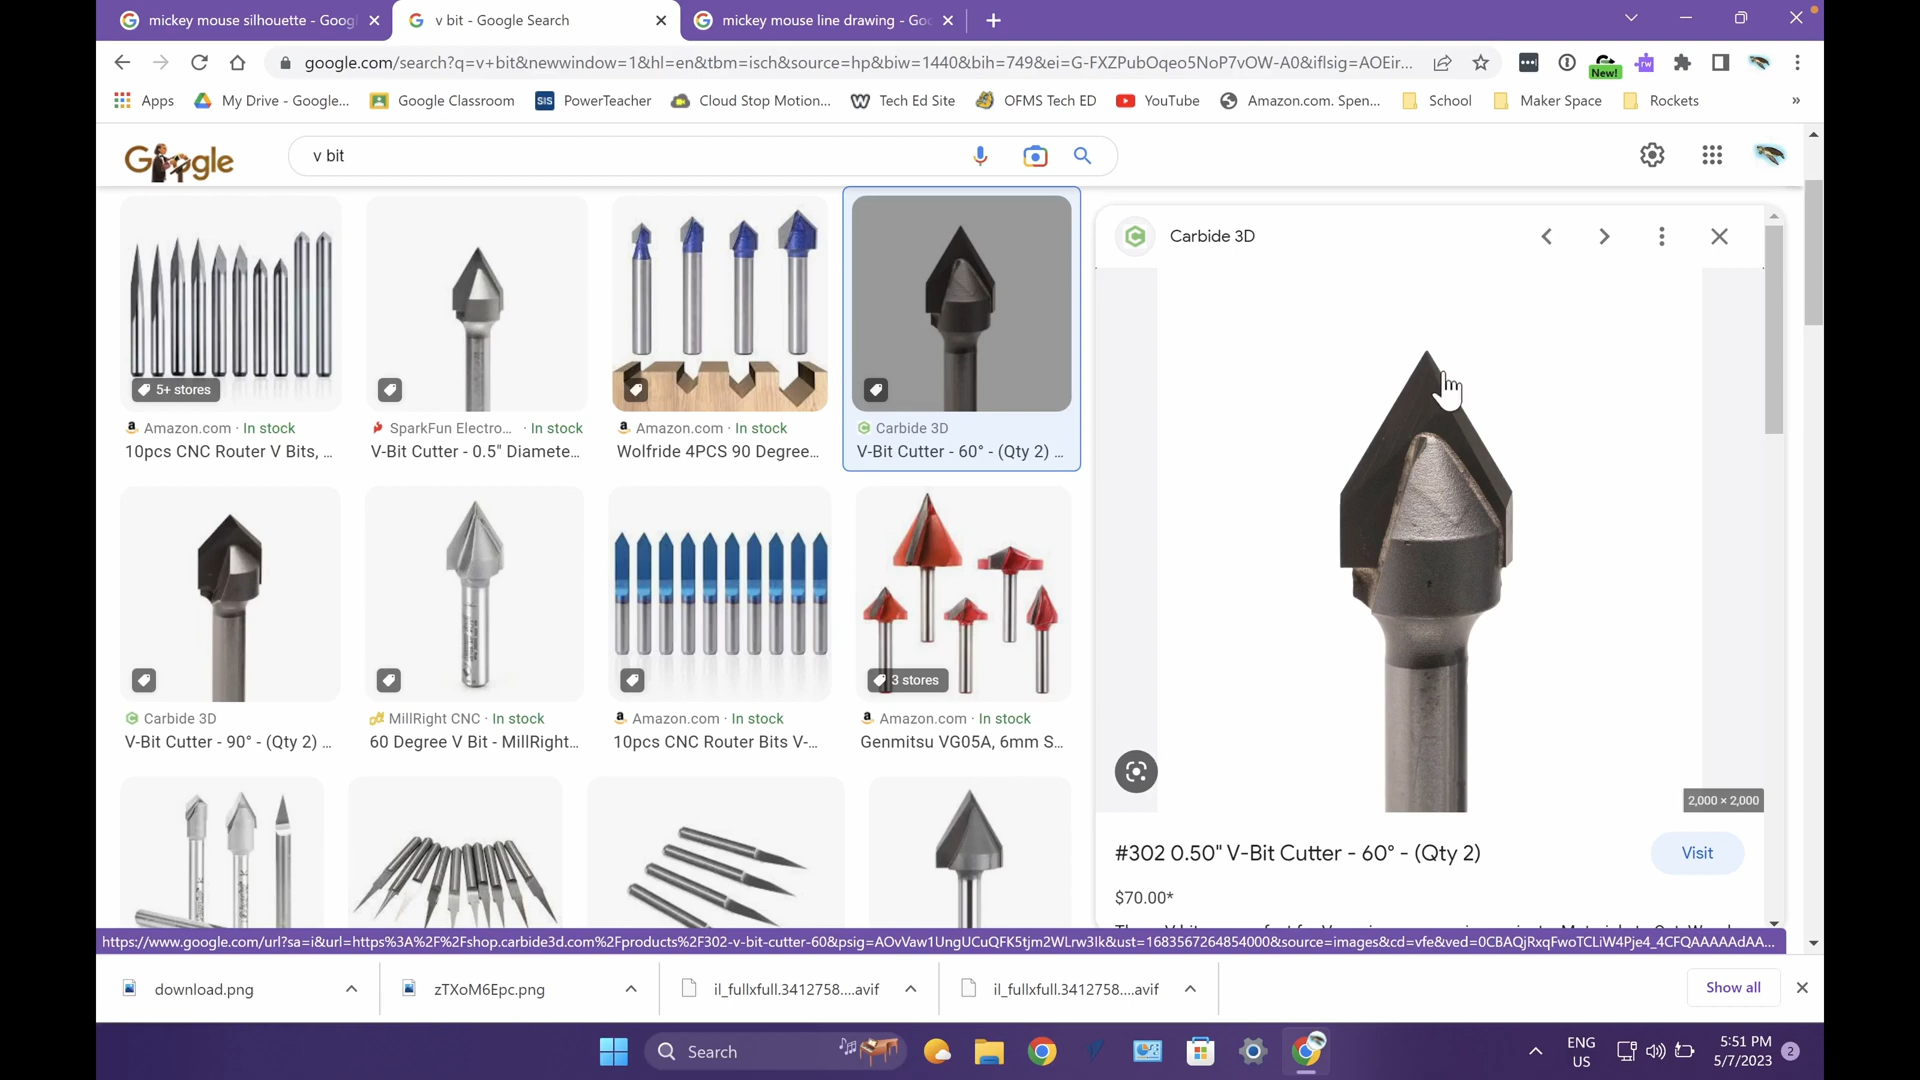 mickey mouse silhouette - Goog
v bit - Google Search
mickey mouse line drawing - Goo
google.com/search?q=v+bit&newwindow=1&hl=en&tbm=isch&source=hp&biw=1440&bih=749&ei=G-FXZPubOqeo5NoP7vOW-A0&iflsig=AOEir...
New!
Apps
My Drive - Google...
Google Classroom
SIS
PowerTeacher
Cloud Stop Motion...
Tech Ed Site
OFMS Tech ED
YouTube
Amazon.com. Spen...
School
Maker Space
Rockets
»
Google
v bit
Carbide 3D
5+ stores
Amazon.com · In stock
10pcs CNC Router V Bits, ...
SparkFun Electro... · In stock
V-Bit Cutter - 0.5" Diamete...
Amazon.com · In stock
Wolfride 4PCS 90 Degree...
Carbide 3D
V-Bit Cutter - 60° - (Qty 2) ...
3 stores
Carbide 3D
V-Bit Cutter - 90° - (Qty 2) ...
MillRight CNC · In stock
60 Degree V Bit - MillRight...
Amazon.com · In stock
10pcs CNC Router Bits V-...
Amazon.com · In stock
Genmitsu VG05A, 6mm S...
2,000 × 2,000
#302 0.50" V-Bit Cutter - 60° - (Qty 2)
Visit
$70.00*
https://www.google.com/url?sa=i&url=https%3A%2F%2Fshop.carbide3d.com%2Fproducts%2F302-v-bit-cutter-60&psig=AOvVaw1UngUCuQFK5tjm2WLrw3Ik&ust=1683567264854000&source=images&cd=vfe&ved=0CBAQjRxqFwoTCLiW4Pje4_4CFQAAAAAdAA...
download.png
zTXoM6Epc.png
il_fullxfull.3412758....avif
il_fullxfull.3412758....avif
Show all
Search
ENG
US
5:51 PM
5/7/2023
2